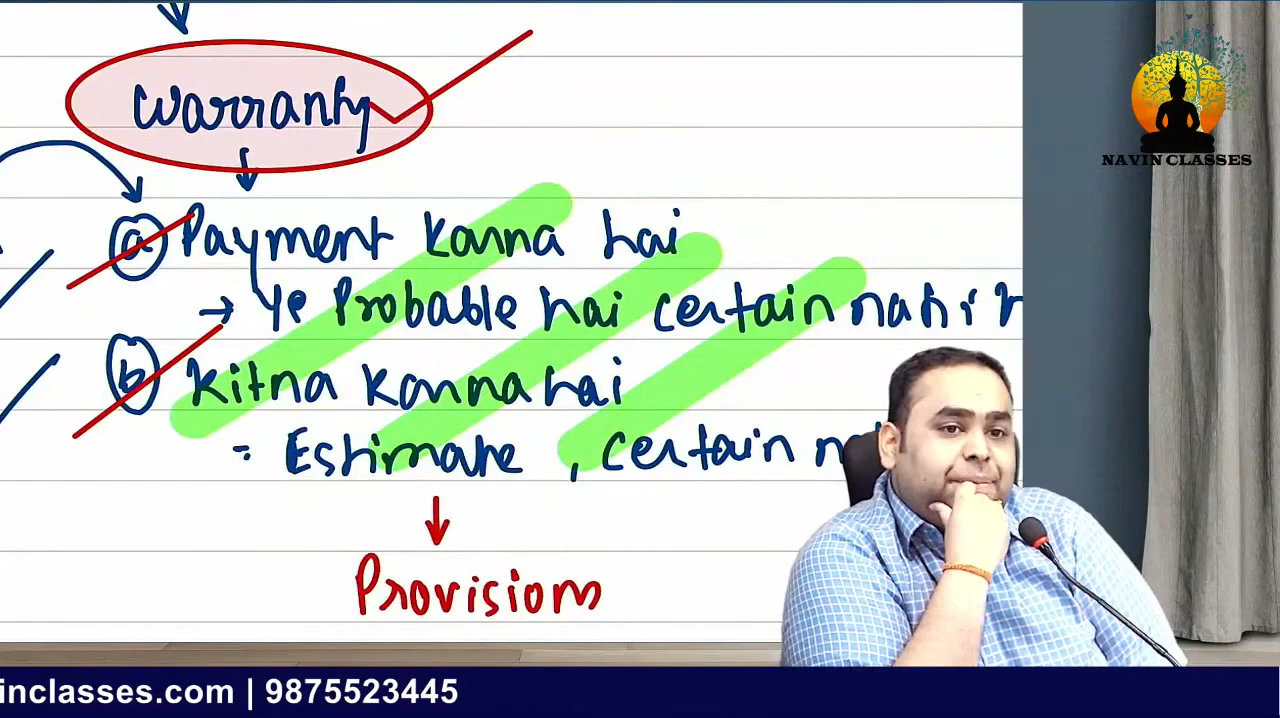 warranty
NAVIN CLASSES
a Payment karna hai
→ Ye Probable hai certain nahi
b Kitna karna hai
= Estimate , certain
Provision
inclasses.com | 9875523445